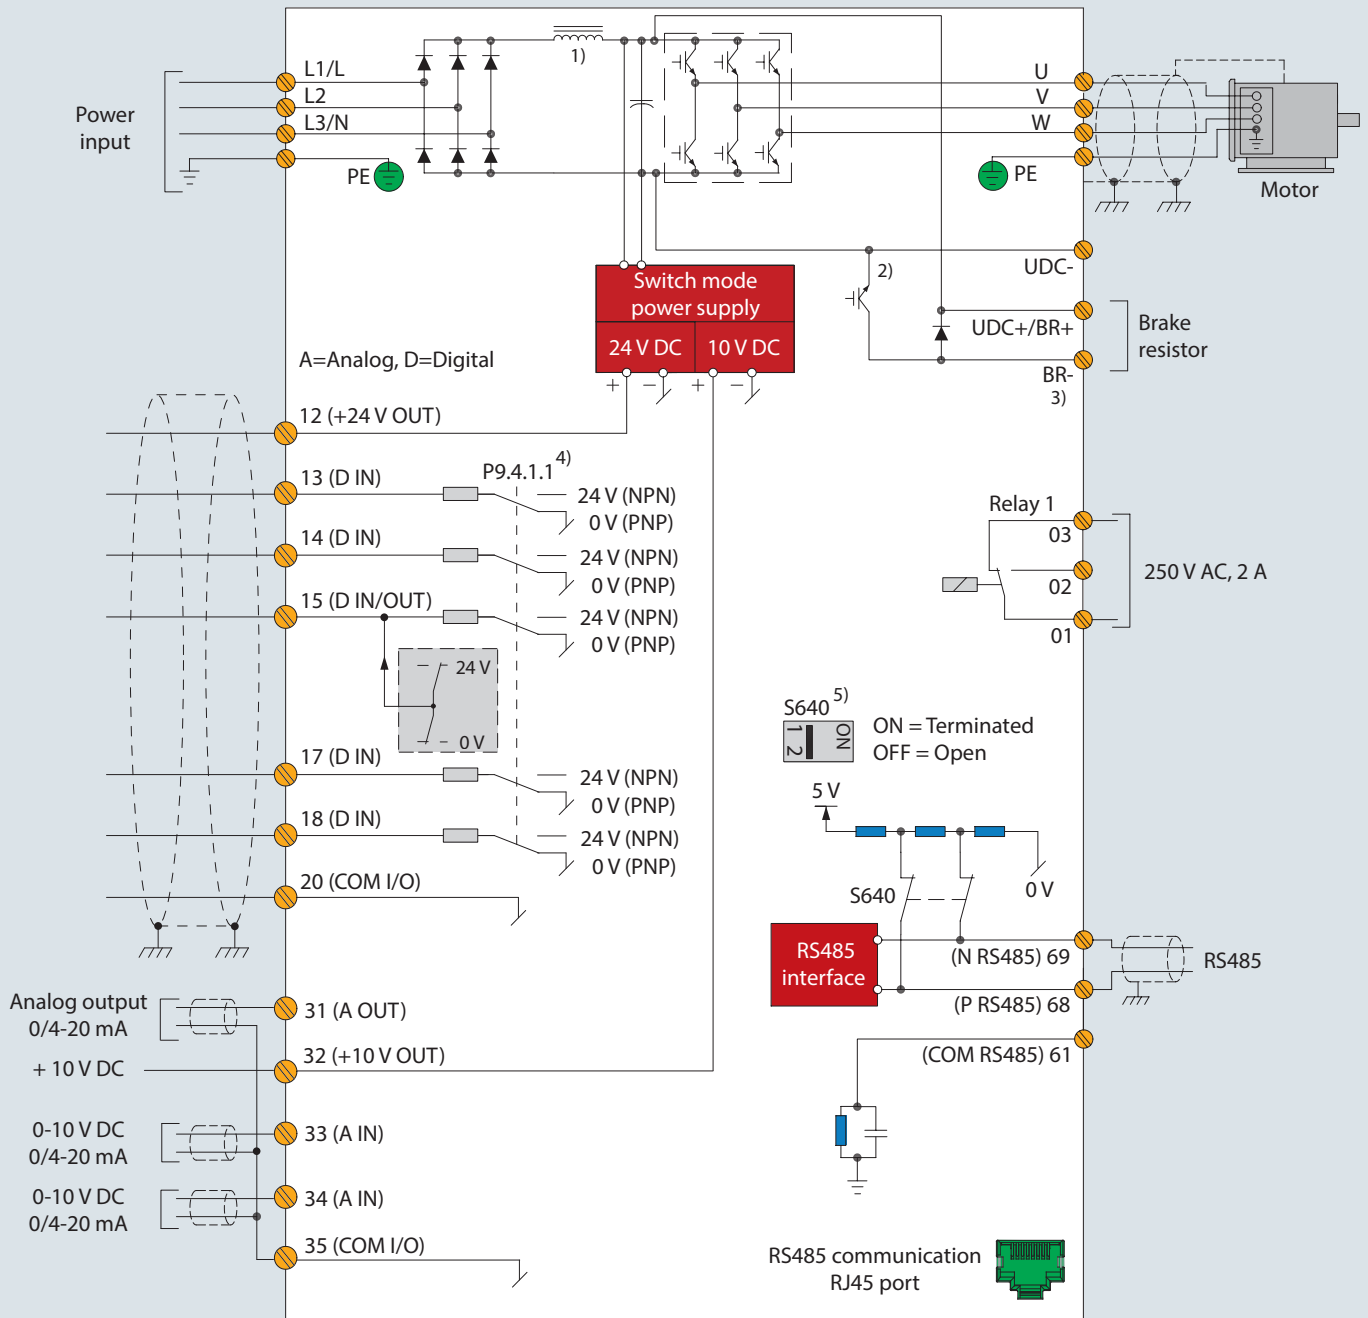 Power
input
L1/L
L2
L3/N
PE
1)
U
V
W
PE
Motor
UDC-
2)
UDC+/BR+
BR-
3)
Brake
resistor
Switch mode
power supply
24 V DC
10 V DC
+
−
+
−
A=Analog, D=Digital
12 (+24 V OUT)
13 (D IN)
P9.4.1.1 4)
24 V (NPN)
0 V (PNP)
14 (D IN)
24 V (NPN)
0 V (PNP)
15 (D IN/OUT)
24 V (NPN)
0 V (PNP)
24 V
0 V
17 (D IN)
24 V (NPN)
0 V (PNP)
18 (D IN)
24 V (NPN)
0 V (PNP)
20 (COM I/O)
Relay 1
03
02
01
250 V AC, 2 A
S640 5)
1 2
ON
ON = Terminated
OFF = Open
5 V
0 V
S640
RS485
interface
(N RS485) 69
(P RS485) 68
RS485
(COM RS485) 61
Analog output
0/4-20 mA
31 (A OUT)
+ 10 V DC
32 (+10 V OUT)
0-10 V DC
0/4-20 mA
33 (A IN)
0-10 V DC
0/4-20 mA
34 (A IN)
35 (COM I/O)
RS485 communication
RJ45 port